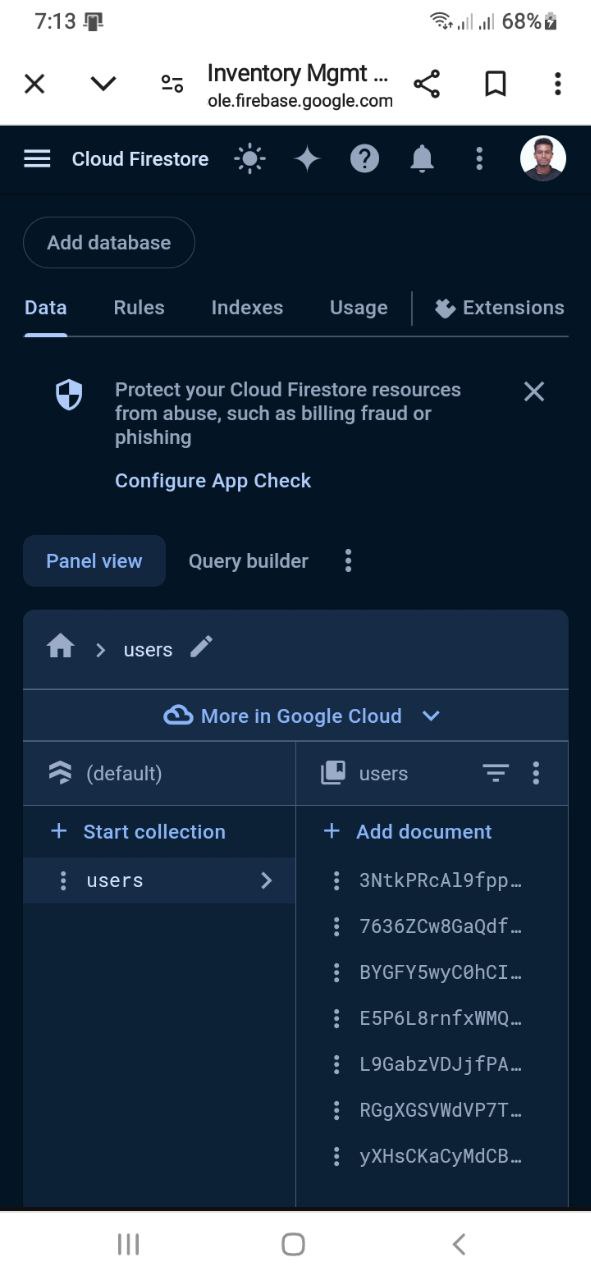 7:13
68%
Inventory Mgmt ...
ole.firebase.google.com
Cloud Firestore
Add database
Data Rules Indexes Usage Extensions
Protect your Cloud Firestore resources
from abuse, such as billing fraud or
phishing
Configure App Check
Panel view Query builder
users
More in Google Cloud
(default)
users
+ Start collection
users
+ Add document
3NtkPRcAl9fpp…
7636ZCw8GaQdf…
BYGFY5wyC0hCI…
E5P6L8rnfxWMQ…
L9GabzVDJjfPA…
RGgXGSVWdVP7T…
yXHsCKaCyMdCB…